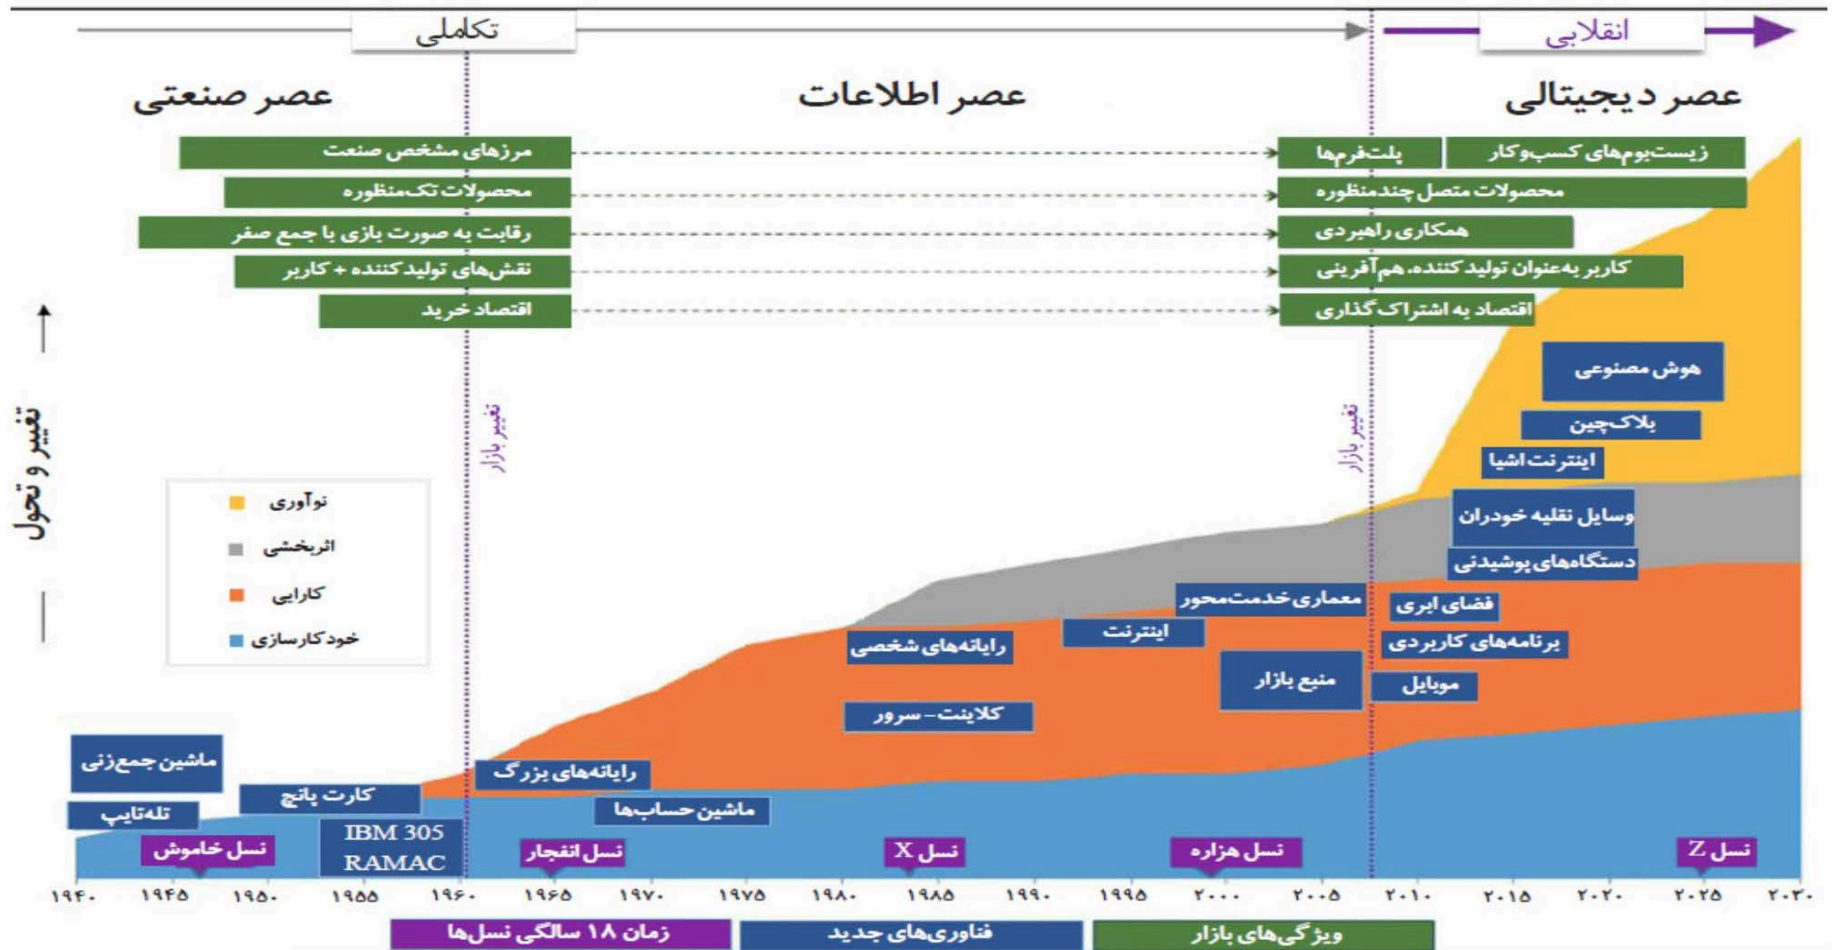 تکاملی
انقلابی
عصر صنعتی
عصر اطلاعات
عصر دیجیتالی
مرزهای مشخص صنعت
پلت‌فرم‌ها
زیست‌بوم‌های کسب‌وکار
محصولات تک‌منظوره
محصولات متصل چندمنظوره
رقابت به صورت بازی با جمع صفر
همکاری راهبردی
نقش‌های تولیدکننده + کاربر
کاربر به‌عنوان تولیدکننده، هم‌آفرینی
اقتصاد خرید
اقتصاد به اشتراک گذاری
تغییر و تحول
تغییر بازار
تغییر بازار
هوش مصنوعی
بلاک‌چین
اینترنت اشیا
وسایل نقلیه خودران
دستگاه‌های پوشیدنی
نوآوری
اثربخشی
کارایی
خودکارسازی
معماری خدمت‌محور
فضای ابری
اینترنت
رایانه‌های شخصی
برنامه‌های کاربردی
منبع بازار
موبایل
کلاینت – سرور
ماشین جمع‌زنی
رایانه‌های بزرگ
کارت پانچ
تله‌تایپ
ماشین حساب‌ها
IBM 305
RAMAC
نسل خاموش
نسل انفجار
نسل X
نسل هزاره
نسل Z
۱۹۴۰ ۱۹۴۵ ۱۹۵۰ ۱۹۵۵ ۱۹۶۰ ۱۹۶۵ ۱۹۷۰ ۱۹۷۵ ۱۹۸۰ ۱۹۸۵ ۱۹۹۰ ۱۹۹۵ ۲۰۰۰ ۲۰۰۵ ۲۰۱۰ ۲۰۱۵ ۲۰۲۰ ۲۰۲۵ ۲۰۳۰
زمان ۱۸ سالگی نسل‌ها
فناوری‌های جدید
ویژگی‌های بازار